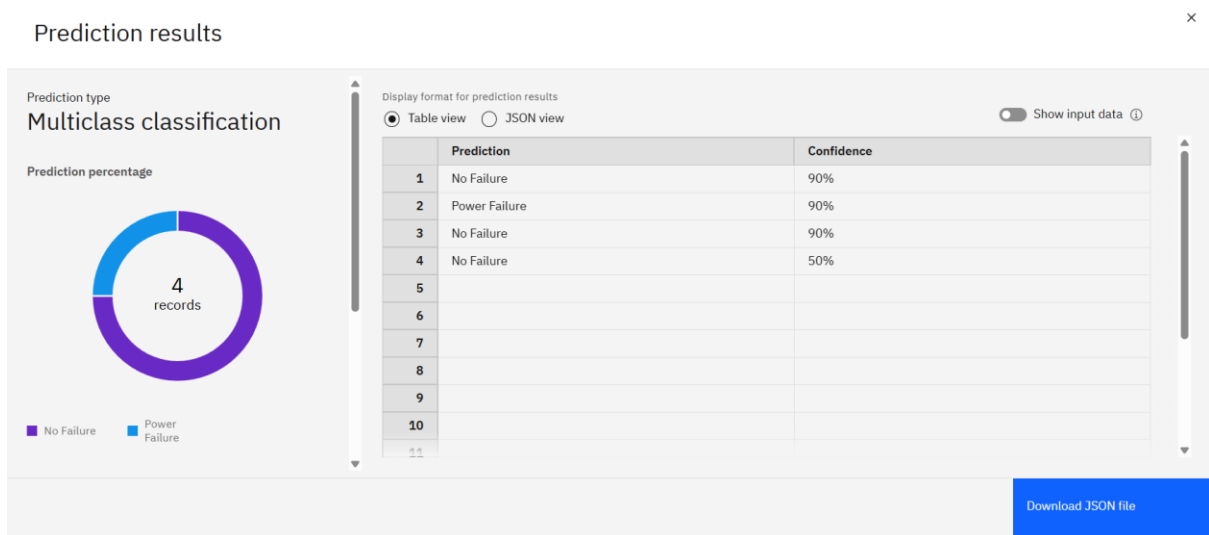 Prediction results
×
Prediction type
Multiclass classification
Prediction percentage
4
records
No Failure
Power
Failure
Display format for prediction results
Table view JSON view
Show input data
Prediction Confidence
1 No Failure 90%
2 Power Failure 90%
3 No Failure 90%
4 No Failure 50%
5
6
7
8
9
10
11
Download JSON file